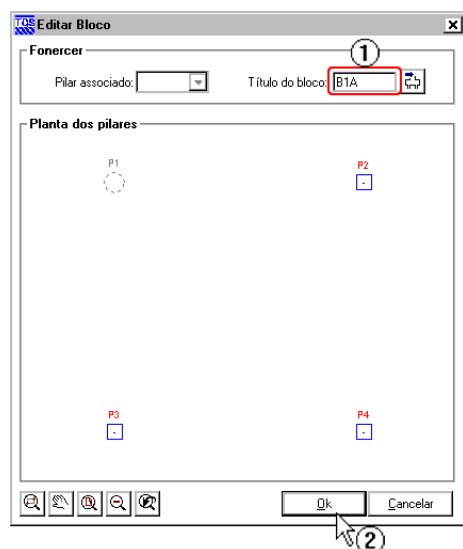 TQS Editar Bloco
Fonercer
1
Pilar associado: Título do bloco: B1A
Planta dos pilares
P1 P2
P3 P4
Ok Cancelar
2